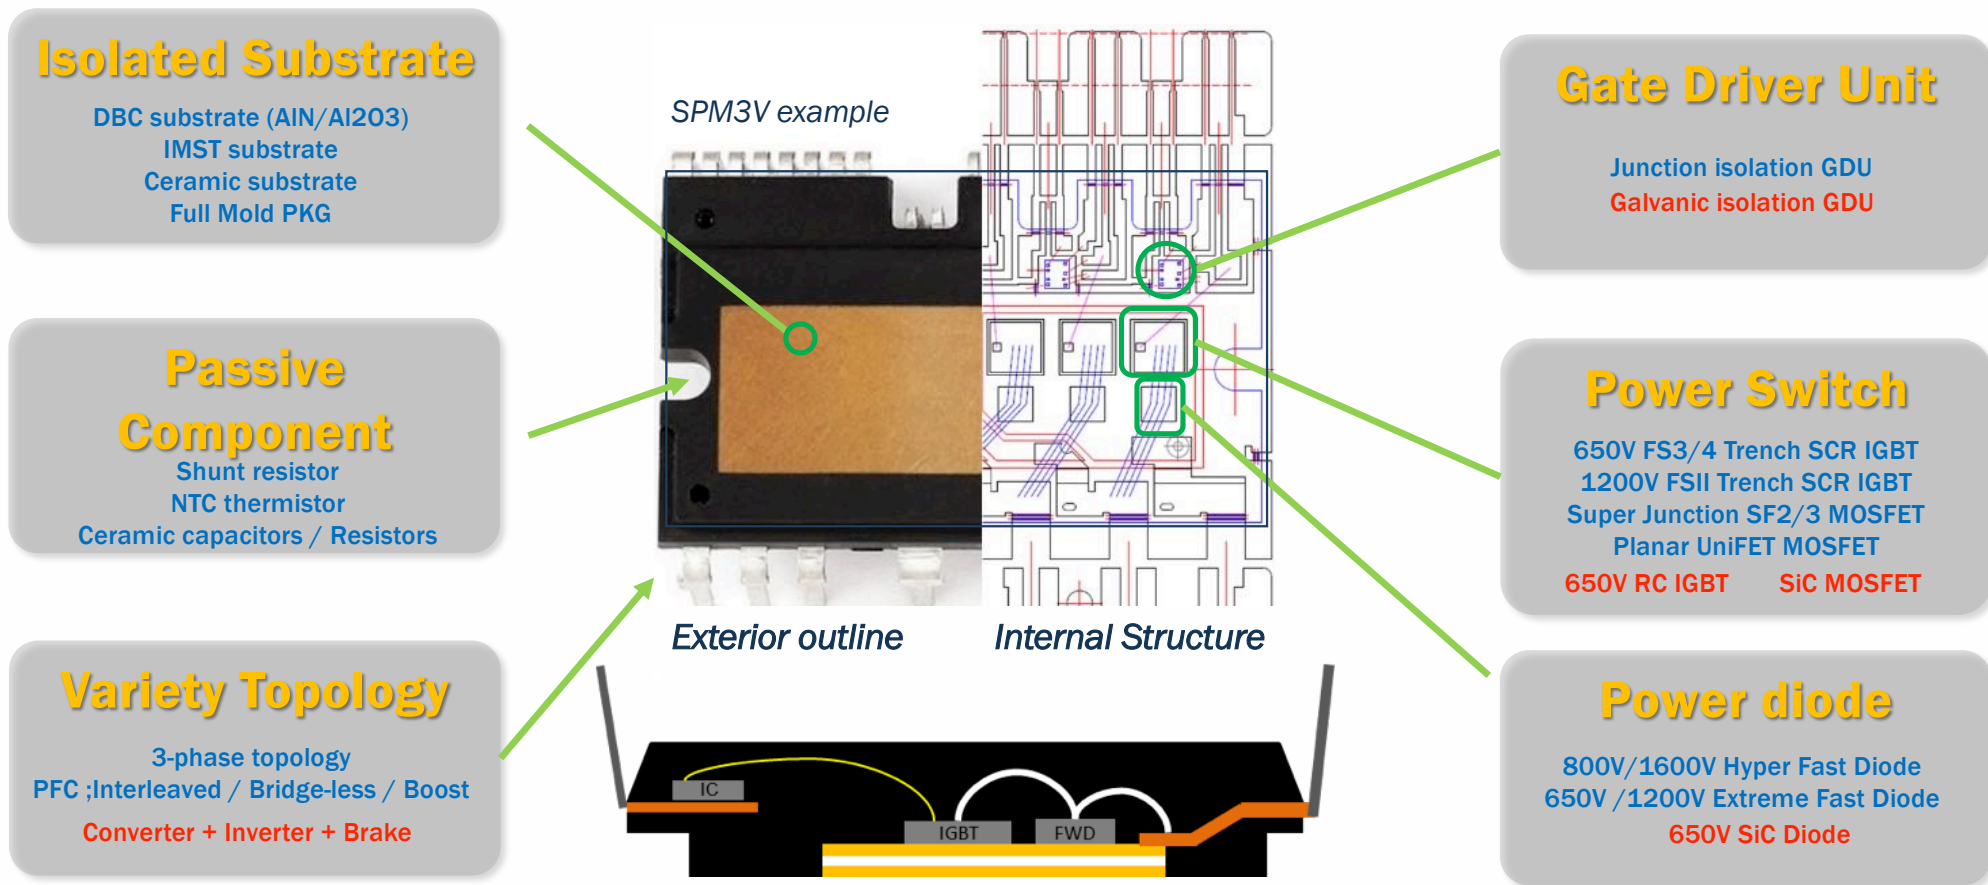 Isolated Substrate
DBC substrate (AlN/Al2O3)
IMST substrate
Ceramic substrate
Full Mold PKG
Passive
Component
Shunt resistor
NTC thermistor
Ceramic capacitors / Resistors
Variety Topology
3-phase topology
PFC ;Interleaved / Bridge-less / Boost
Converter + Inverter + Brake
SPM3V example
Exterior outline
Internal Structure
IC
IGBT
FWD
Gate Driver Unit
Junction isolation GDU
Galvanic isolation GDU
Power Switch
650V FS3/4 Trench SCR IGBT
1200V FSII Trench SCR IGBT
Super Junction SF2/3 MOSFET
Planar UniFET MOSFET
650V RC IGBT SiC MOSFET
Power diode
800V/1600V Hyper Fast Diode
650V /1200V Extreme Fast Diode
650V SiC Diode